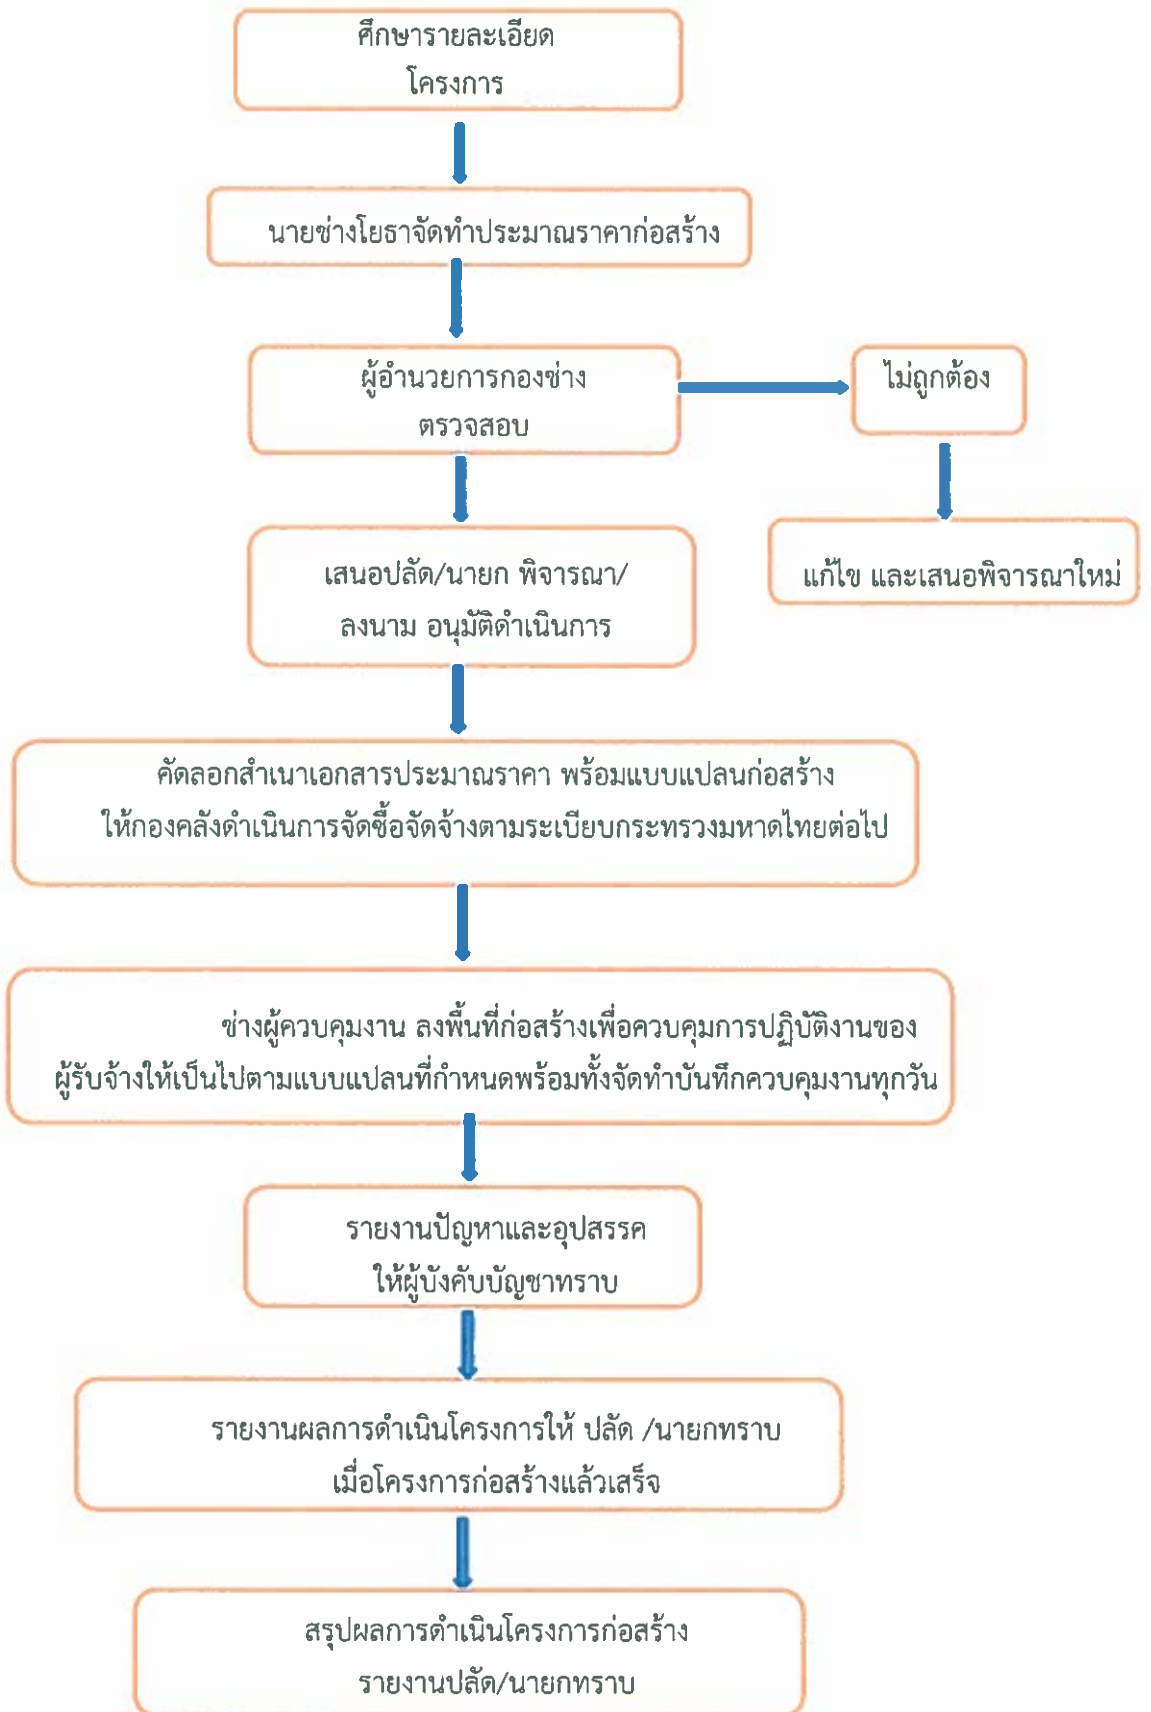 ศึกษารายละเอียด
โครงการ
นายช่างโยธาจัดทำประมาณราคาก่อสร้าง
ผู้อำนวยการกองช่าง
ตรวจสอบ
ไม่ถูกต้อง
เสนอปลัด/นายก พิจารณา/
ลงนาม อนุมัติดำเนินการ
แก้ไข และเสนอพิจารณาใหม่
คัดลอกสำเนาเอกสารประมาณราคา พร้อมแบบแปลนก่อสร้าง
ให้กองคลังดำเนินการจัดซื้อจัดจ้างตามระเบียบกระทรวงมหาดไทยต่อไป
ช่างผู้ควบคุมงาน ลงพื้นที่ก่อสร้างเพื่อควบคุมการปฏิบัติงานของ
ผู้รับจ้างให้เป็นไปตามแบบแปลนที่กำหนดพร้อมทั้งจัดทำบันทึกควบคุมงานทุกวัน
รายงานปัญหาและอุปสรรค
ให้ผู้บังคับบัญชาทราบ
รายงานผลการดำเนินโครงการให้ ปลัด /นายกทราบ
เมื่อโครงการก่อสร้างแล้วเสร็จ
สรุปผลการดำเนินโครงการก่อสร้าง
รายงานปลัด/นายกทราบ